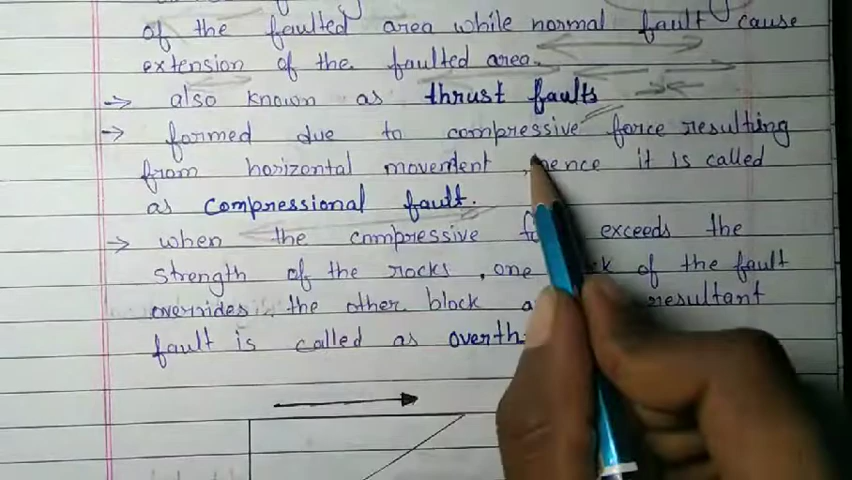 of the faulted area while normal fault cause
extension of the faulted area.
→ also known as thrust faults
→ formed due to compressive force resulting
from horizontal movement, hence it is called
as compressional fault.
→ when the compressive exceeds the
strength of the rocks, one of the fault
overrides the other block resultant
fault is called as